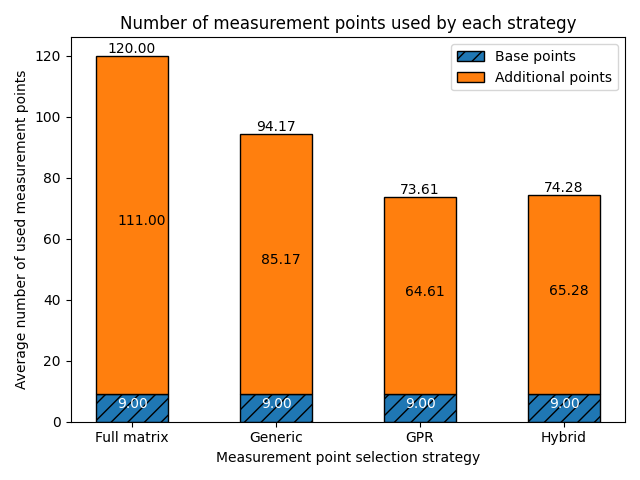 Number of measurement points used by each strategy
Average number of used measurement points
120
100
80
60
40
20
0
120.00
94.17
73.61
74.28
111.00
85.17
64.61
65.28
9.00
9.00
9.00
9.00
Base points
Additional points
Full matrix
Generic
GPR
Hybrid
Measurement point selection strategy